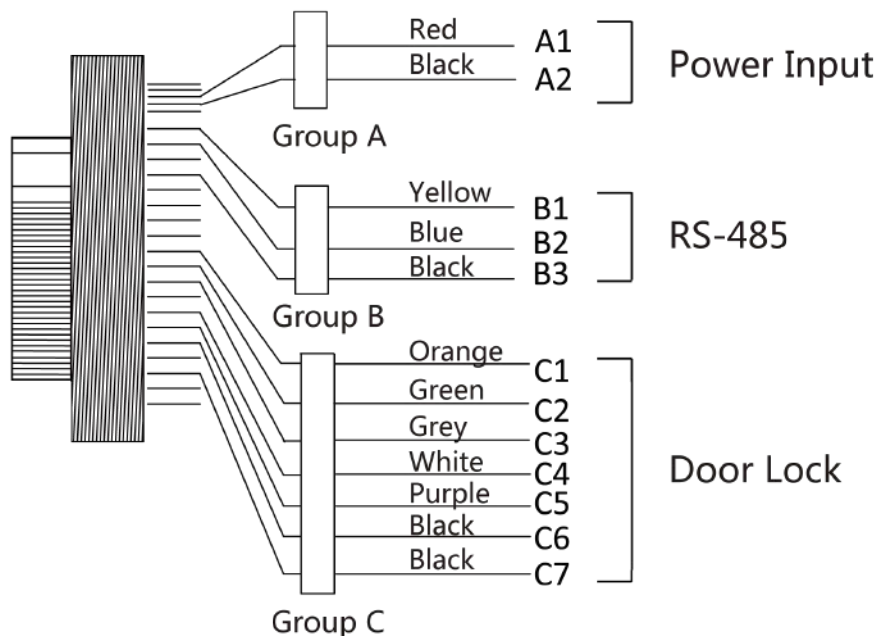 Red A1
Black A2
Power Input
Group A
Yellow B1
Blue B2
Black B3
RS-485
Group B
Orange C1
Green C2
Grey C3
White C4
Purple C5
Black C6
Black C7
Door Lock
Group C